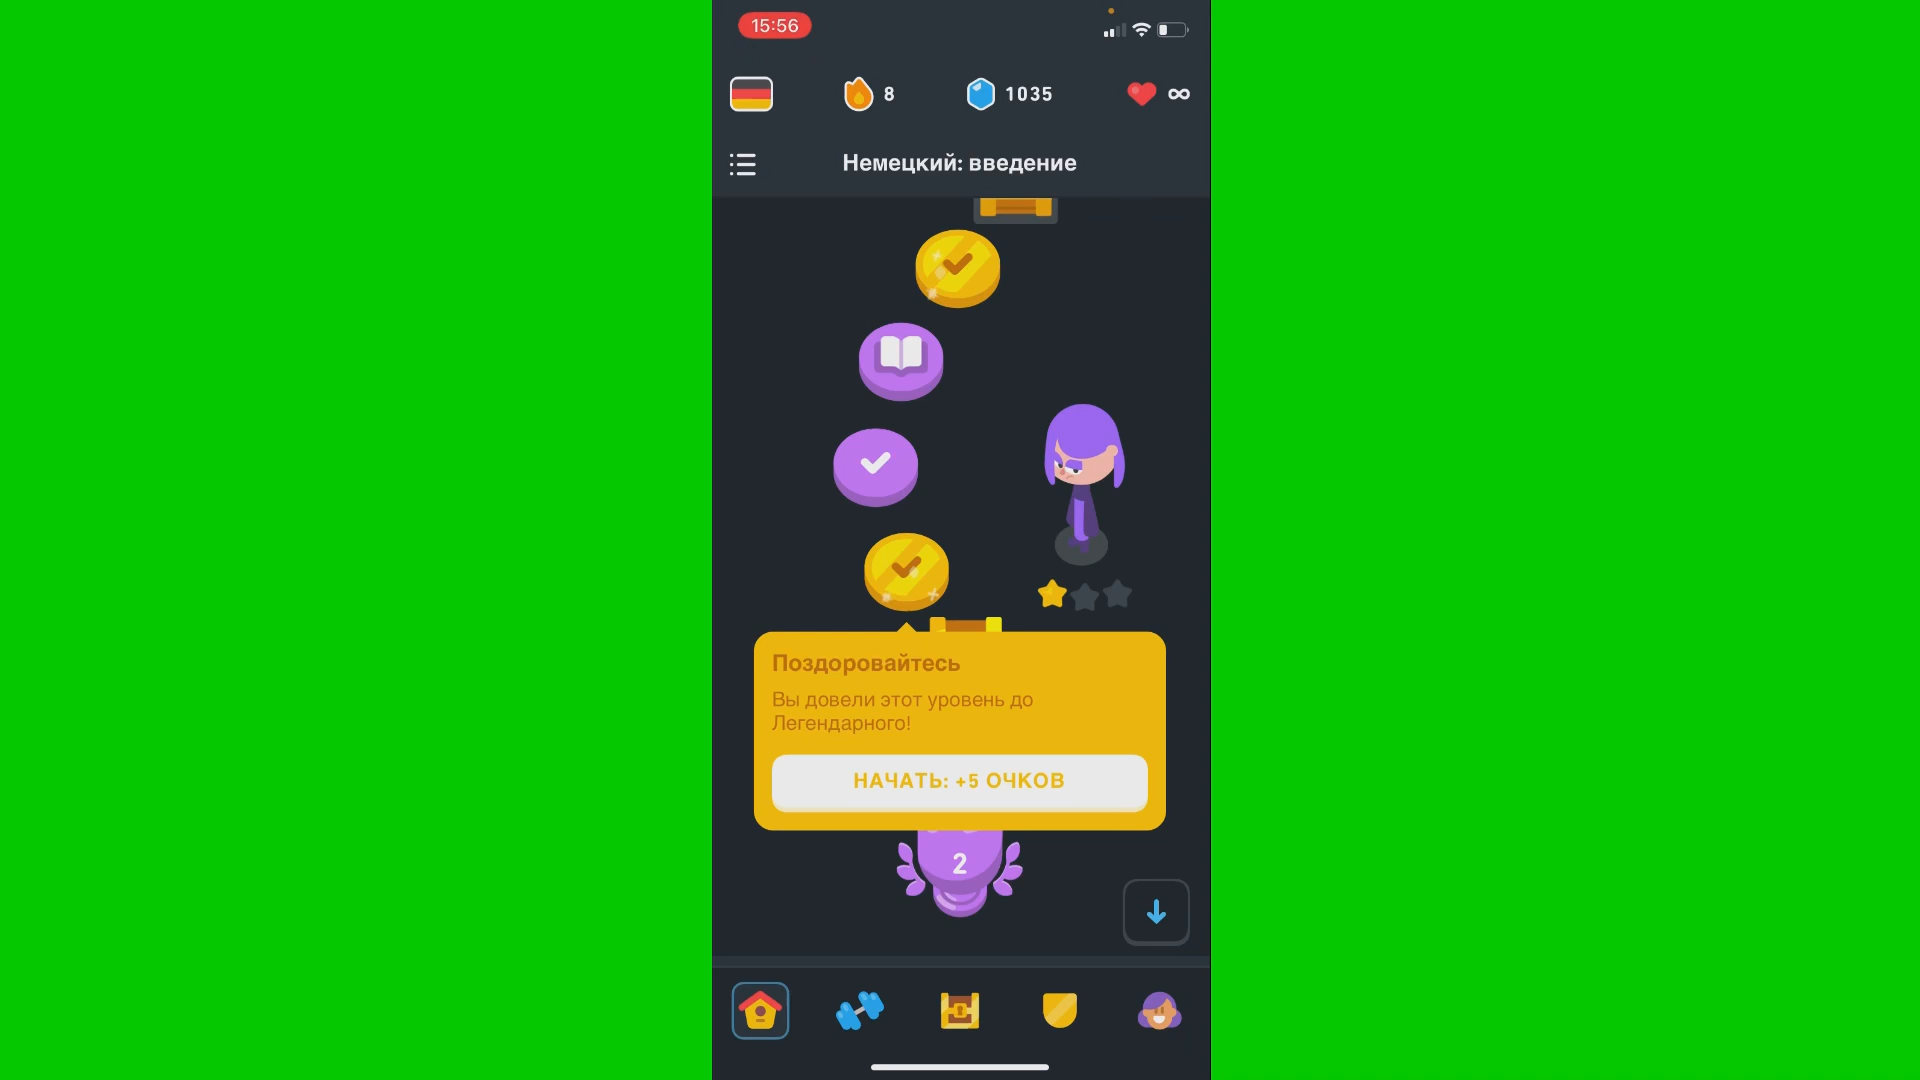 15:56
8
1035
∞
Немецкий: введение
Поздоровайтесь
Вы довели этот уровень до
Легендарного!
НАЧАТЬ: +5 ОЧКОВ
2